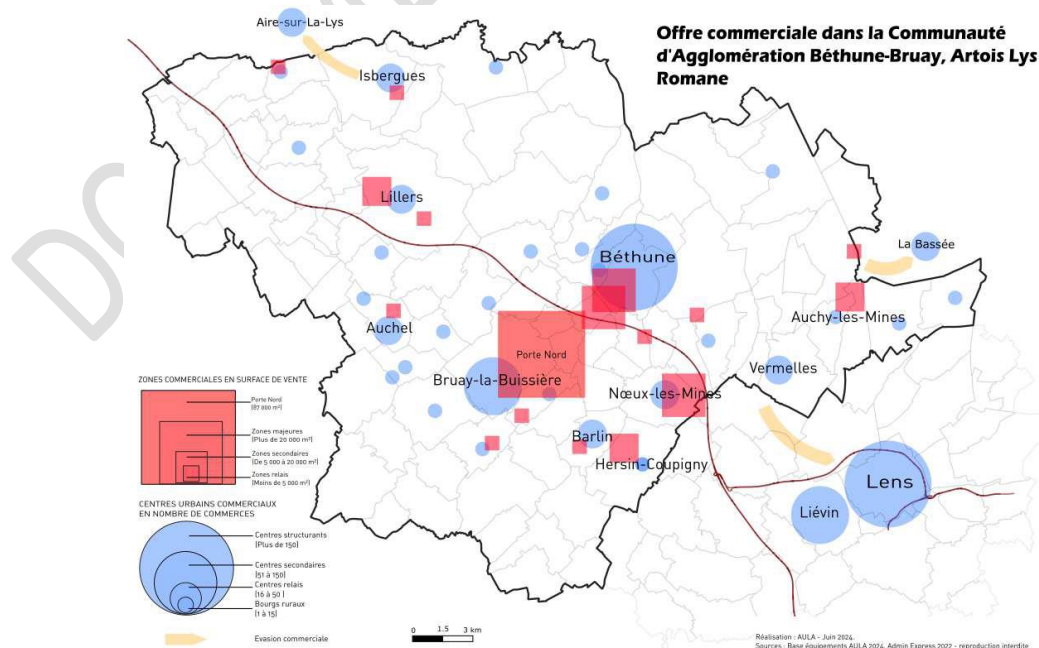 Offre commerciale dans la Communauté
d'Agglomération Béthune-Bruay, Artois Lys
Romane
Aire-sur-La-Lys
Isbergues
Lillers
Béthune
La Bassée
Auchy-les-Mines
Auchel
Porte Nord
Bruay-la-Buissière
Vermelles
Nœux-les-Mines
Barlin
Hersin-Coupigny
Lens
Liévin
ZONES COMMERCIALES EN SURFACE DE VENTE
Porte Nord
(87 000 m²)
Zones majeures
(Plus de 20 000 m²)
Zones secondaires
(De 5 000 à 20 000 m²)
Zones relais
(Moins de 5 000 m²)
CENTRES URBAINS COMMERCIAUX
EN NOMBRE DE COMMERCES
Centres structurants
(Plus de 150)
Centres secondaires
(51 à 150)
Centres relais
(16 à 50 )
Bourgs ruraux
(1 à 15)
Evasion commerciale
0 1.5 3 km
Réalisation : AULA - Juin 2024.
Sources : Base équipements AULA 2024, Admin Express 2022 - reproduction interdite